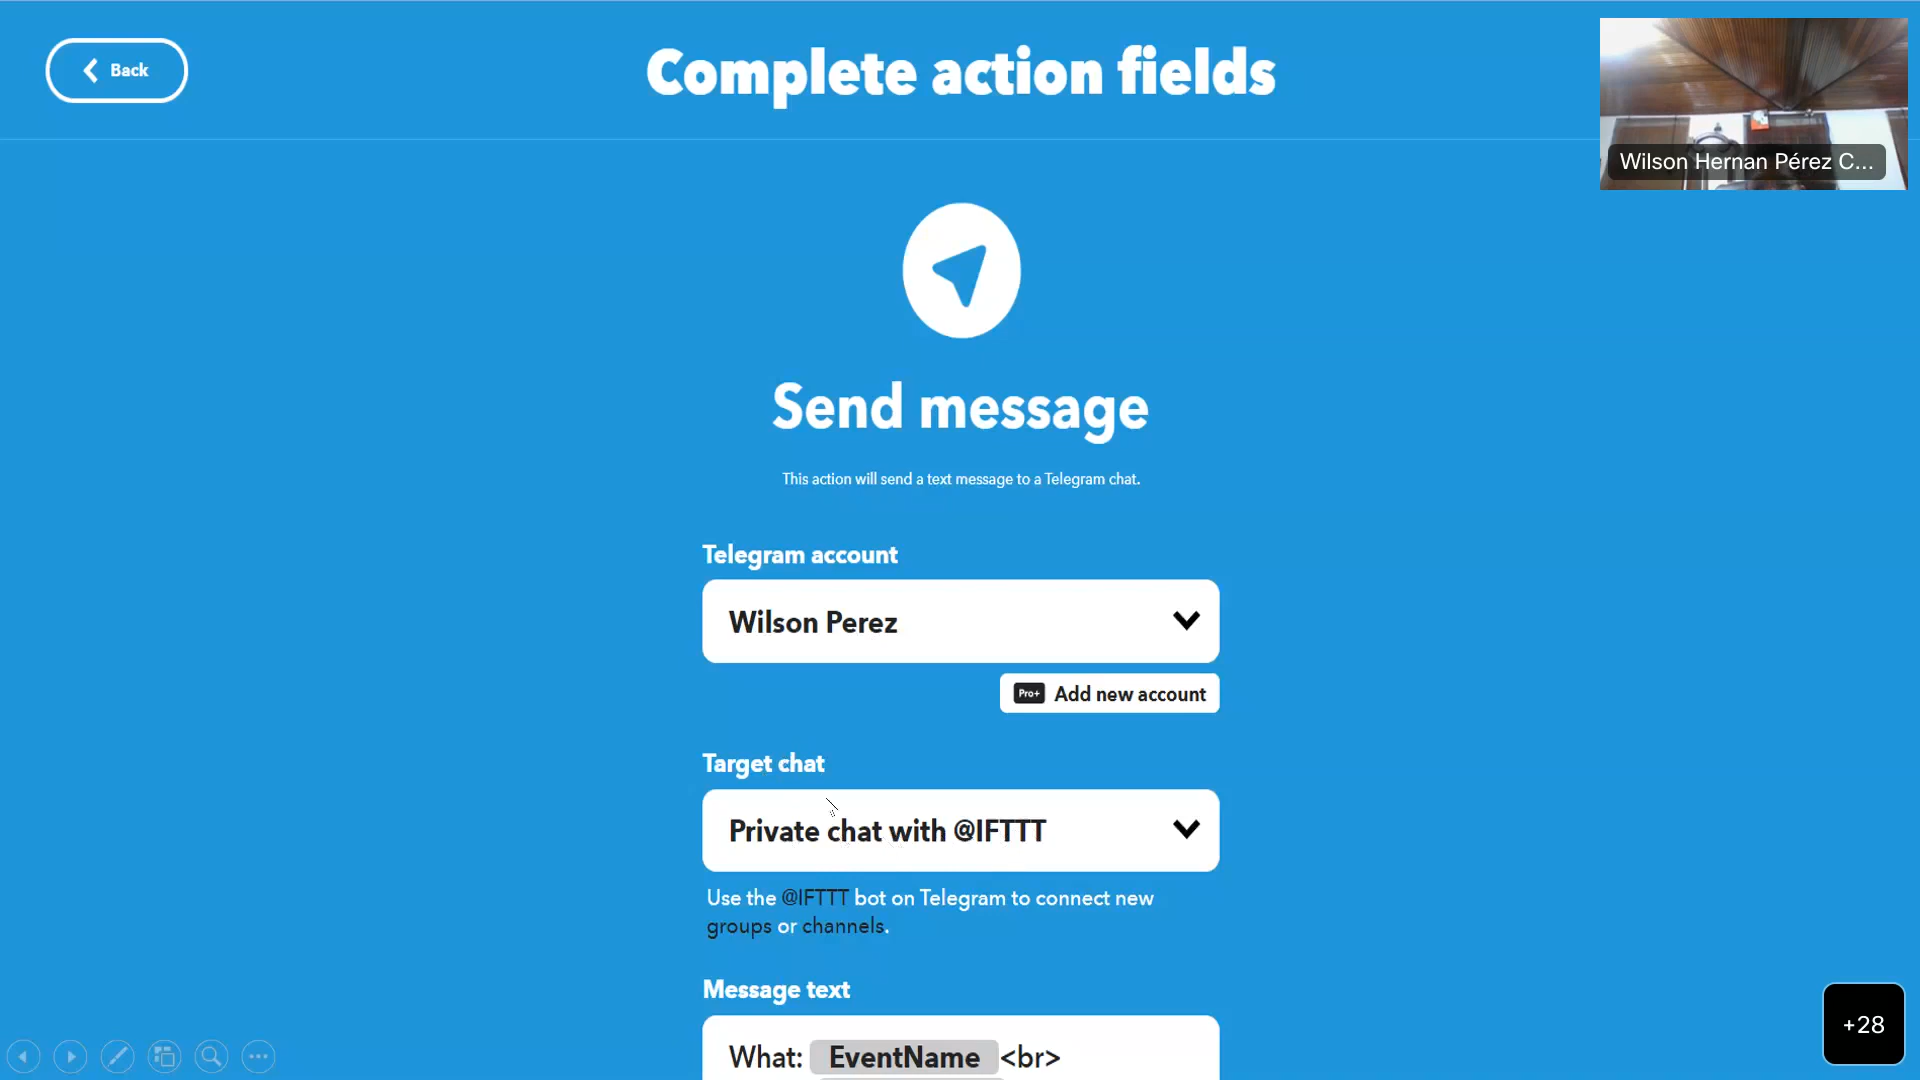 Back
Complete action fields
Wilson Hernan Pérez C...
Send message
This action will send a text message to a Telegram chat.
Telegram account
Wilson Perez
Pro+ Add new account
Target chat
Private chat with @IFTTT
Use the @IFTTT bot on Telegram to connect new
groups or channels.
Message text
What: EventName <br>
+28